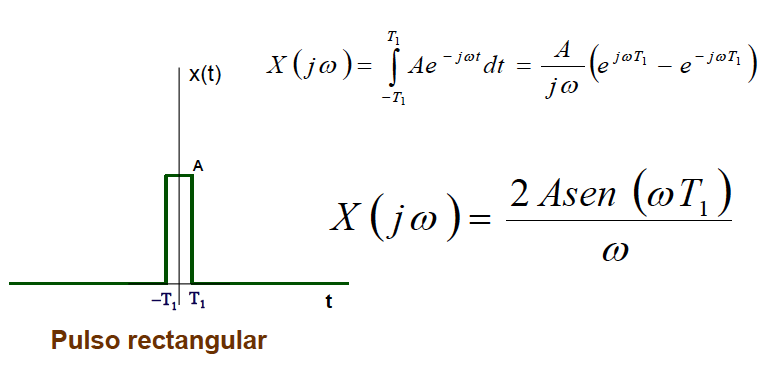 x(t)
X(jω) = ∫_{-T₁}^{T₁} Ae^{-jωt} dt = A/jω (e^{jωT₁} − e^{-jωT₁})
A
X(jω) = 2 Asen (ωT₁)/ω
−T₁ T₁ t
Pulso rectangular